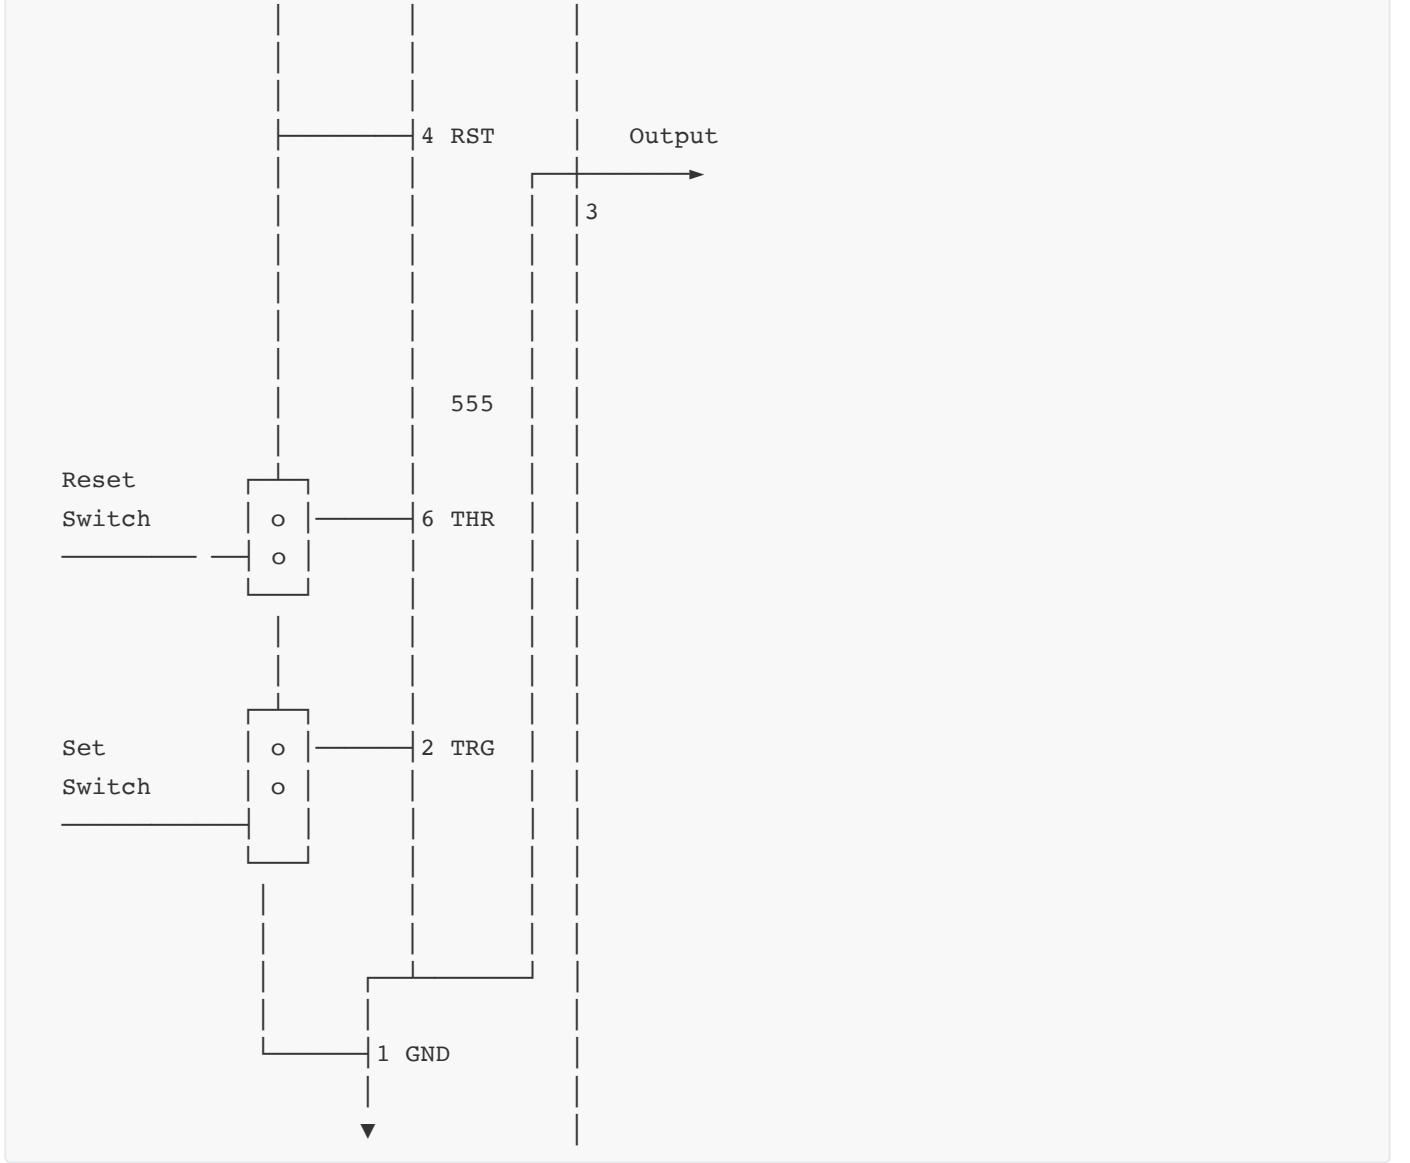 4 RST
Output
3
555
Reset
Switch
o
6 THR
o
Set
o
2 TRG
Switch
o
1 GND